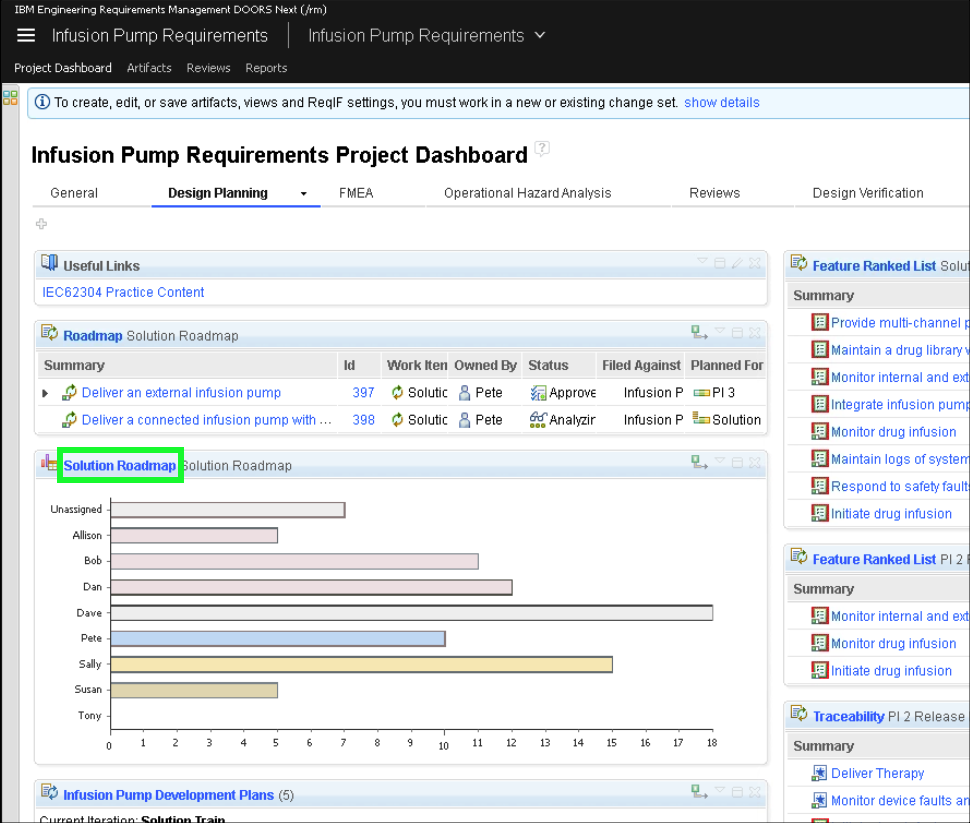 IBM Engineering Requirements Management DOORS Next (/rm)
Infusion Pump Requirements Infusion Pump Requirements
Project Dashboard Artifacts Reviews Reports
To create, edit, or save artifacts, views and ReqIF settings, you must work in a new or existing change set. show details
Infusion Pump Requirements Project Dashboard ?
General Design Planning FMEA Operational Hazard Analysis Reviews Design Verification
Useful Links
IEC62304 Practice Content
Roadmap Solution Roadmap
Summary Id Work Iten Owned By Status Filed Against Planned For
Deliver an external infusion pump 397 Solutic Pete Approve Infusion P PI 3
Deliver a connected infusion pump with ... 398 Solutic Pete Analyzir Infusion P Solution
Solution Roadmap Solution Roadmap
Unassigned
Allison
Bob
Dan
Dave
Pete
Sally
Susan
Tony
0 1 2 3 4 5 6 7 8 9 10 11 12 13 14 15 16 17 18
Infusion Pump Development Plans (5)
Current Iteration: Solution Train
Feature Ranked List Solut
Summary
Provide multi-channel p
Maintain a drug library v
Monitor internal and ext
Integrate infusion pump
Monitor drug infusion
Maintain logs of system
Respond to safety faults
Initiate drug infusion
Feature Ranked List PI 2 F
Summary
Monitor internal and ext
Monitor drug infusion
Initiate drug infusion
Traceability PI 2 Release
Summary
Deliver Therapy
Monitor device faults an